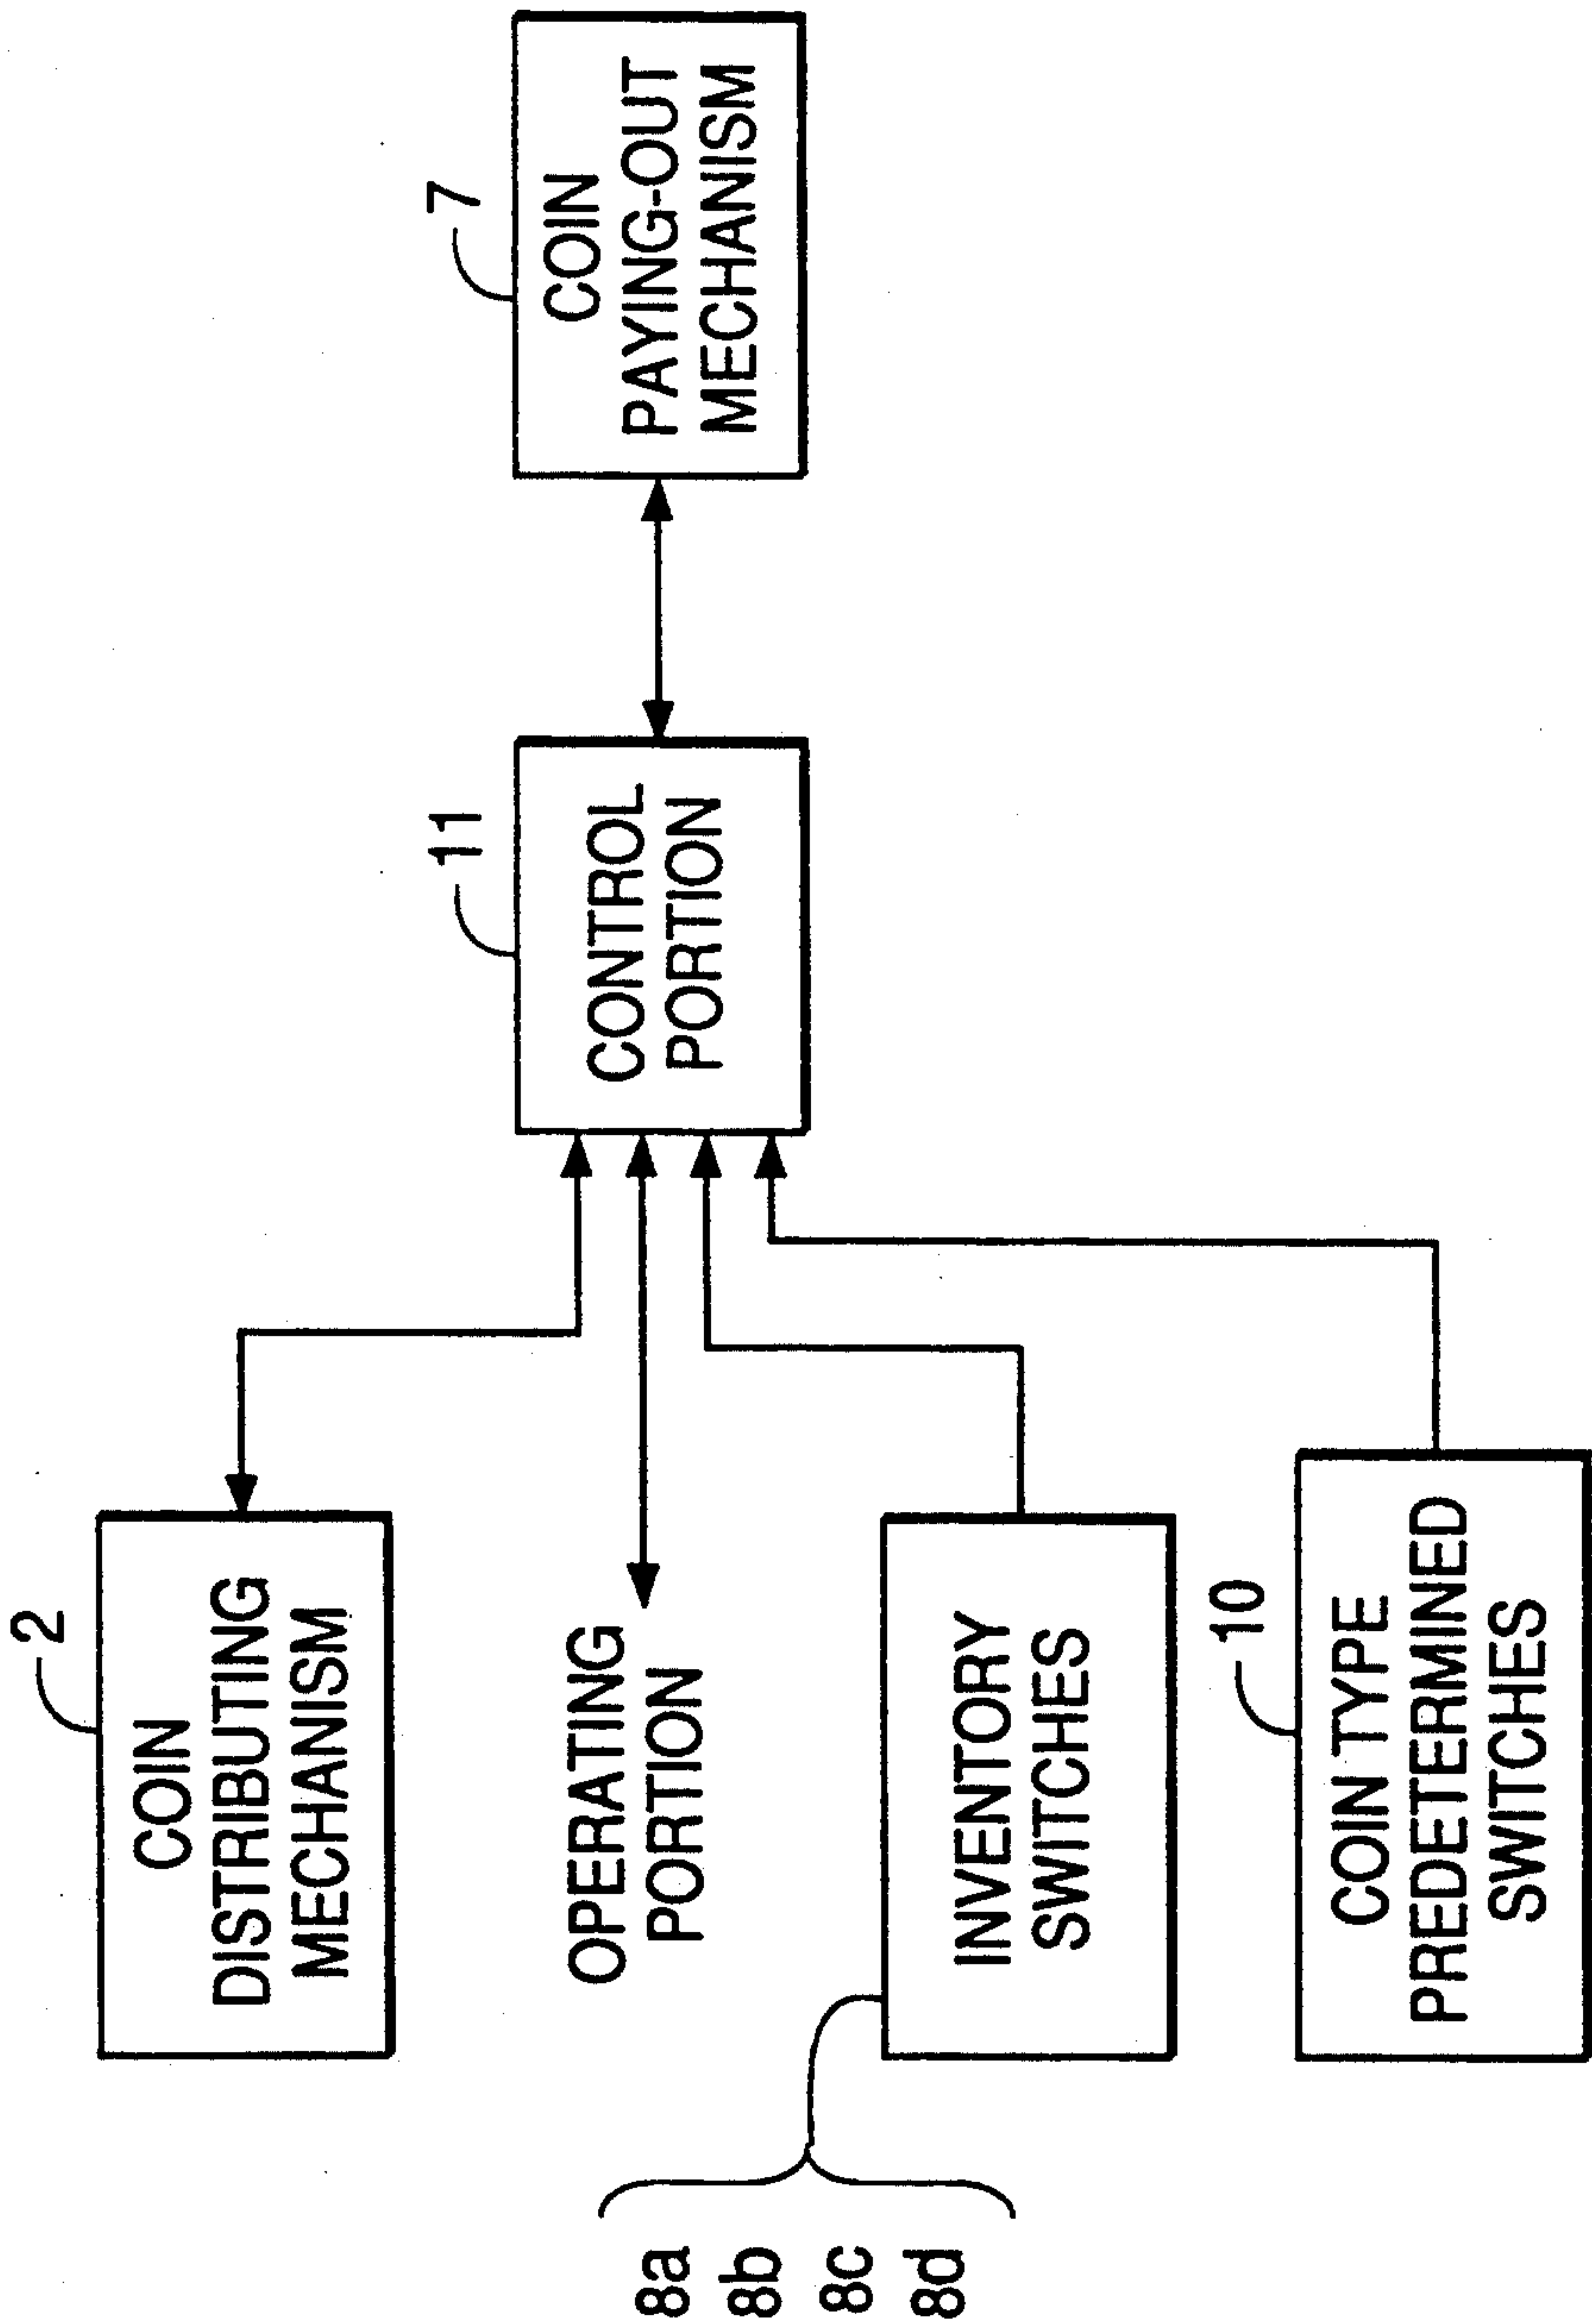 2
COIN
DISTRIBUTING
MECHANISM
OPERATING
PORTION
8a
8b
8c
8d
INVENTORY
SWITCHES
10
COIN TYPE
PREDETERMINED
SWITCHES
11
CONTROL
PORTION
7
COIN
PAYING-OUT
MECHANISM